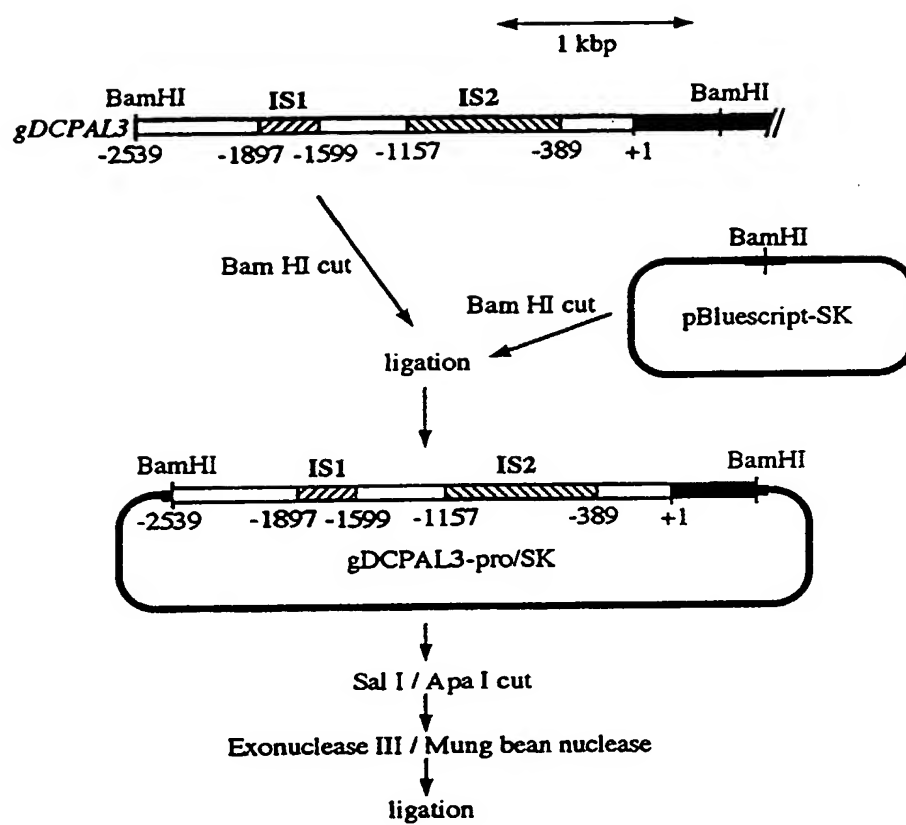 1 kbp
BamHI IS1 IS2 BamHI
gDCPAL3
-2539 -1897 -1599 -1157 -389 +1
BamHI
Bam HI cut
pBluescript-SK
Bam HI cut
ligation
BamHI IS1 IS2 BamHI
-2539 -1897 -1599 -1157 -389 +1
gDCPAL3-pro/SK
Sal I / Apa I cut
Exonuclease III / Mung bean nuclease
ligation